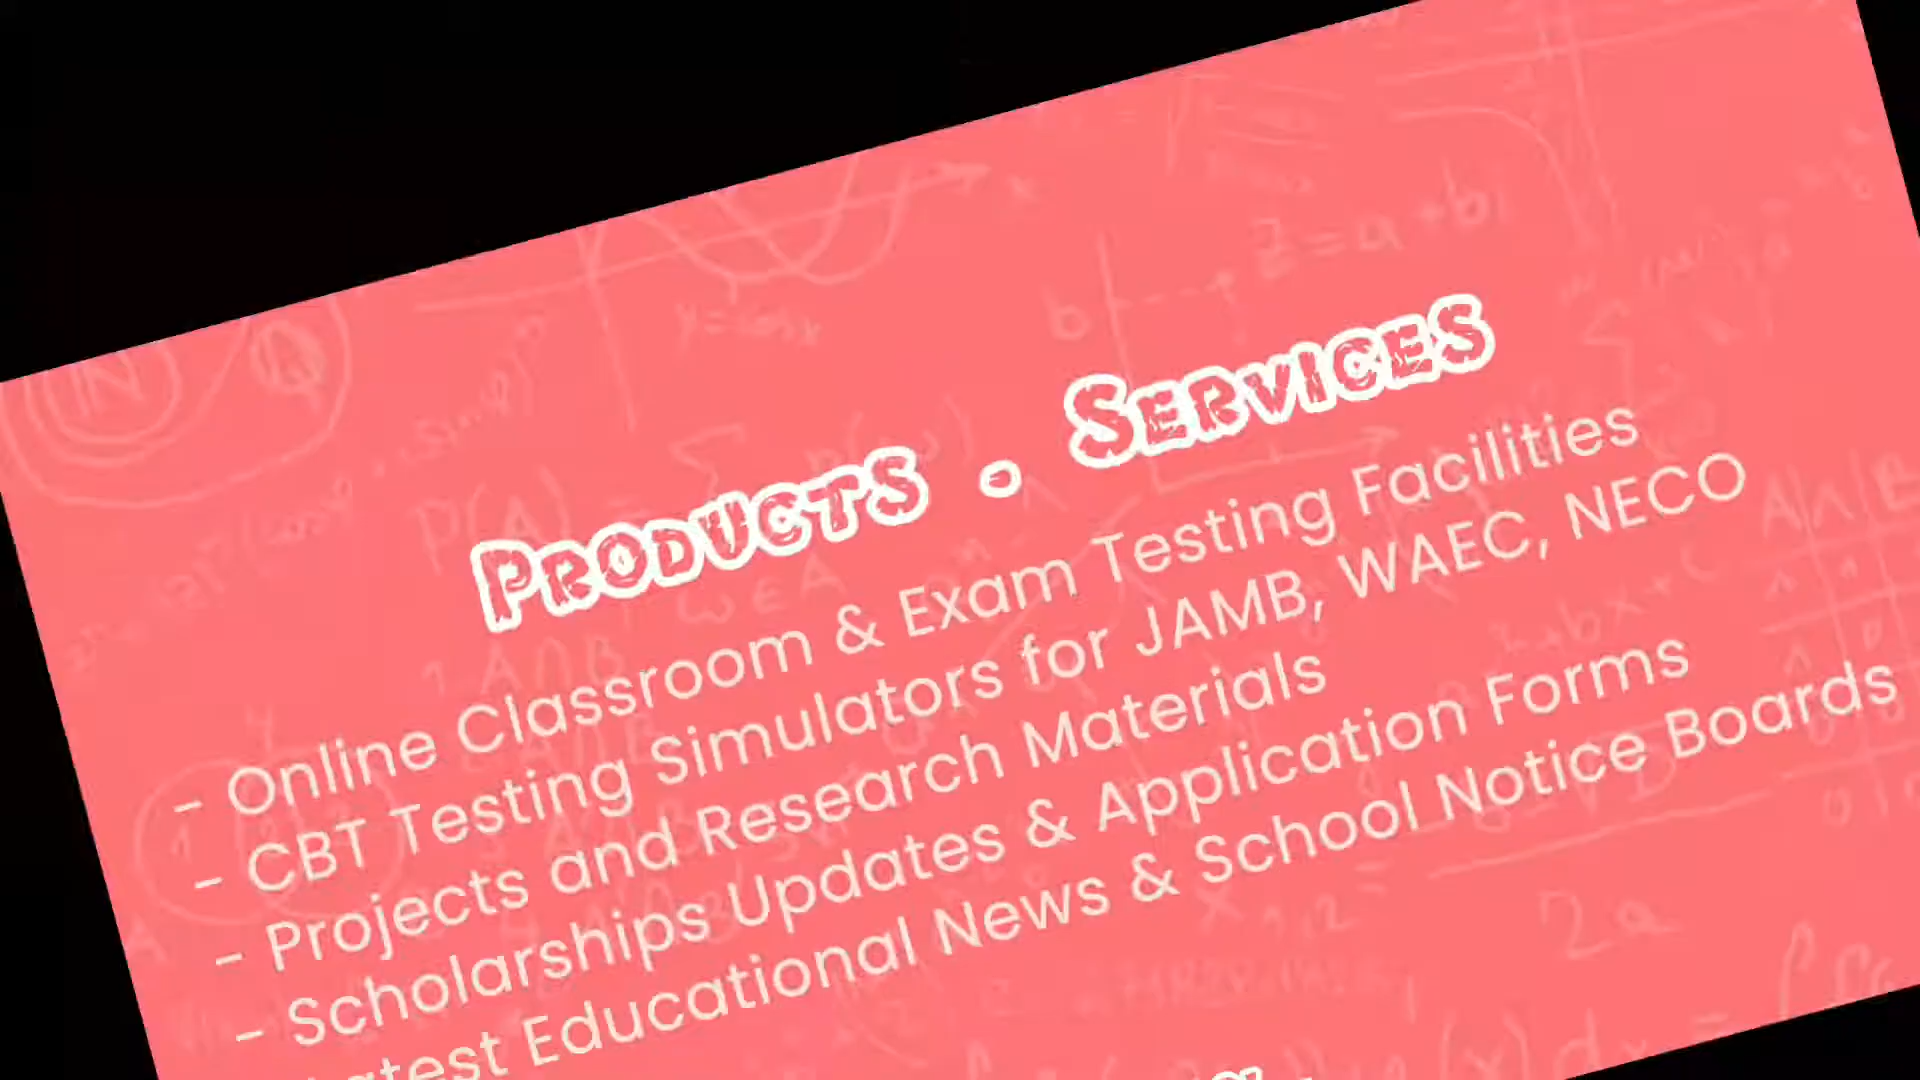 Products . Services
- Online Classroom & Exam Testing Facilities
- CBT Testing Simulators for JAMB, WAEC, NECO
- Projects and Research Materials
- Scholarships Updates & Application Forms
Latest Educational News & School Notice Boards